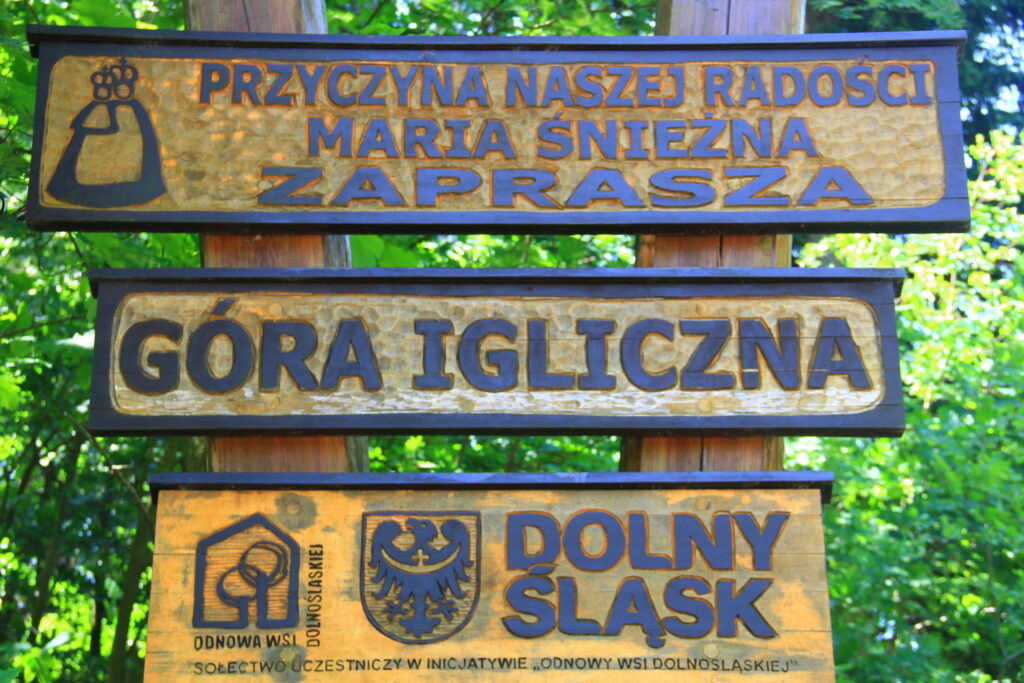 PRZYCZYNA NASZEJ RADOŚCI
MARIA ŚNIEŻNA
ZAPRASZA
GÓRA IGLICZNA
ODNOWA WSI
DOLNOŚLĄSKIEJ
DOLNY
ŚLĄSK
SOŁECTWO UCZESTNICZY W INICJATYWIE „ODNOWY WSI DOLNOŚLĄSKIEJ"